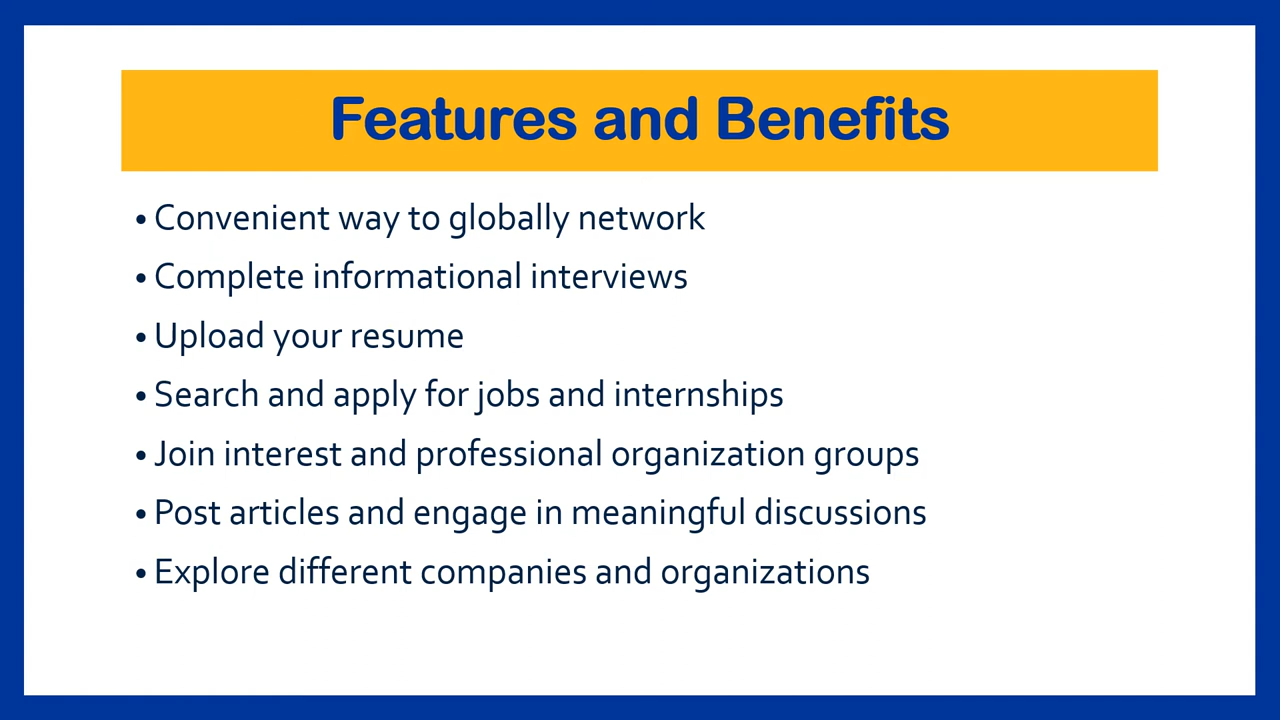 Features and Benefits
• Convenient way to globally network
• Complete informational interviews
• Upload your resume
• Search and apply for jobs and internships
• Join interest and professional organization groups
• Post articles and engage in meaningful discussions
• Explore different companies and organizations